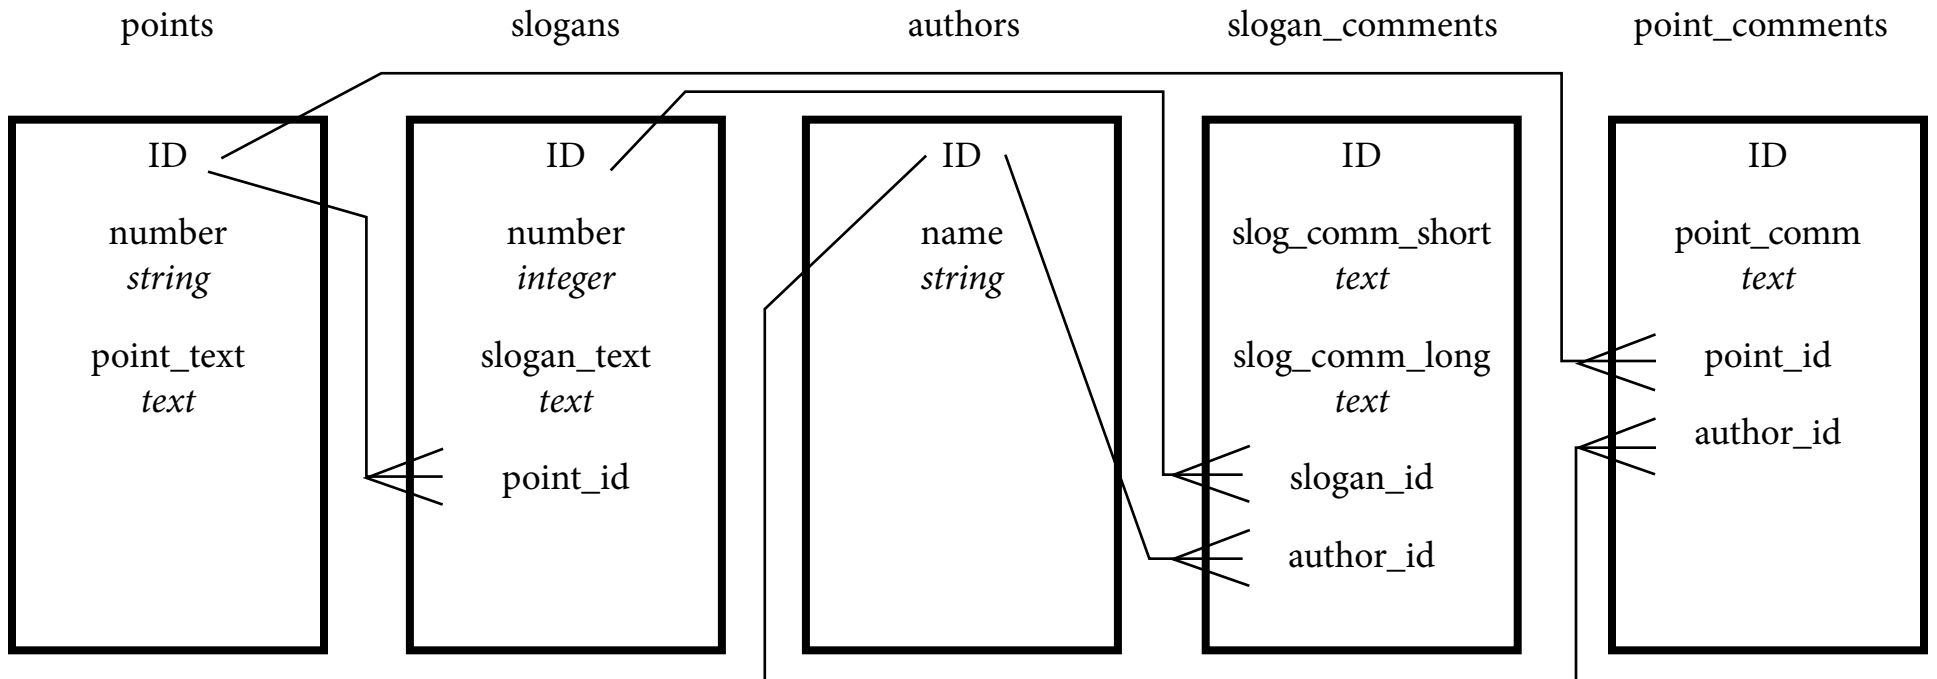 points
slogans
authors
slogan_comments
point_comments
ID
number
string
point_text
text
ID
number
integer
slogan_text
text
point_id
ID
name
string
ID
slog_comm_short
text
slog_comm_long
text
slogan_id
author_id
ID
point_comm
text
point_id
author_id